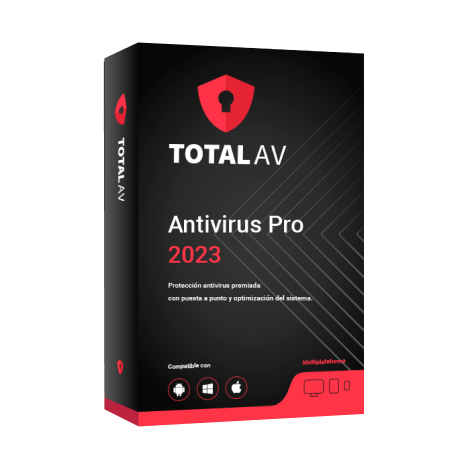 TOTAL AV
TOTAL AV
Antivirus Pro
2023
Protección antivirus premiada
con puesta a punto y optimización del sistema.
Compatible con
Multiplataforma